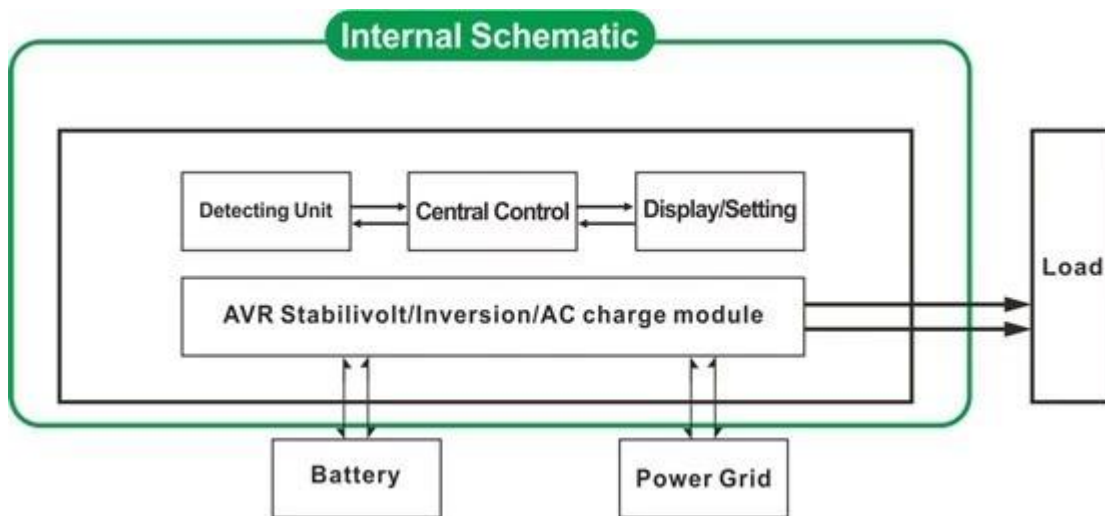 Internal Schematic
Detecting Unit
Central Control
Display/Setting
AVR Stabilivolt/Inversion/AC charge module
Load
Battery
Power Grid